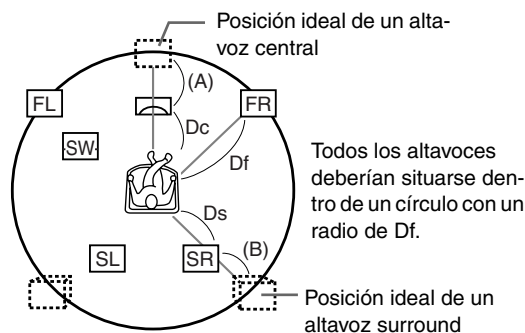 Posición ideal de un alta-
voz central
(A)
FL
FR
Dc
SW
Df
Todos los altavoces
deberían situarse den-
tro de un círculo con un
radio de Df.
Ds
SL
SR
(B)
Posición ideal de un
altavoz surround